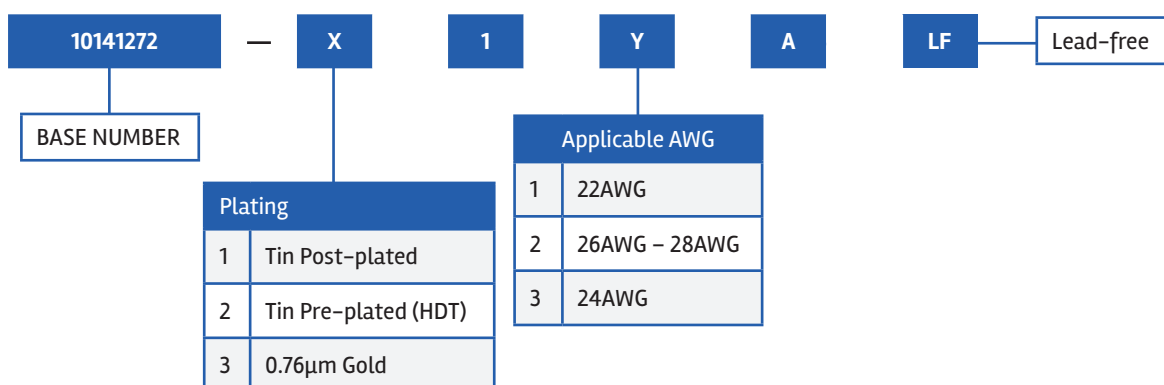 10141272 — X 1 Y A LF Lead-free
BASE NUMBER
Plating
1 Tin Post-plated
2 Tin Pre-plated (HDT)
3 0.76µm Gold
Applicable AWG
1 22AWG
2 26AWG – 28AWG
3 24AWG